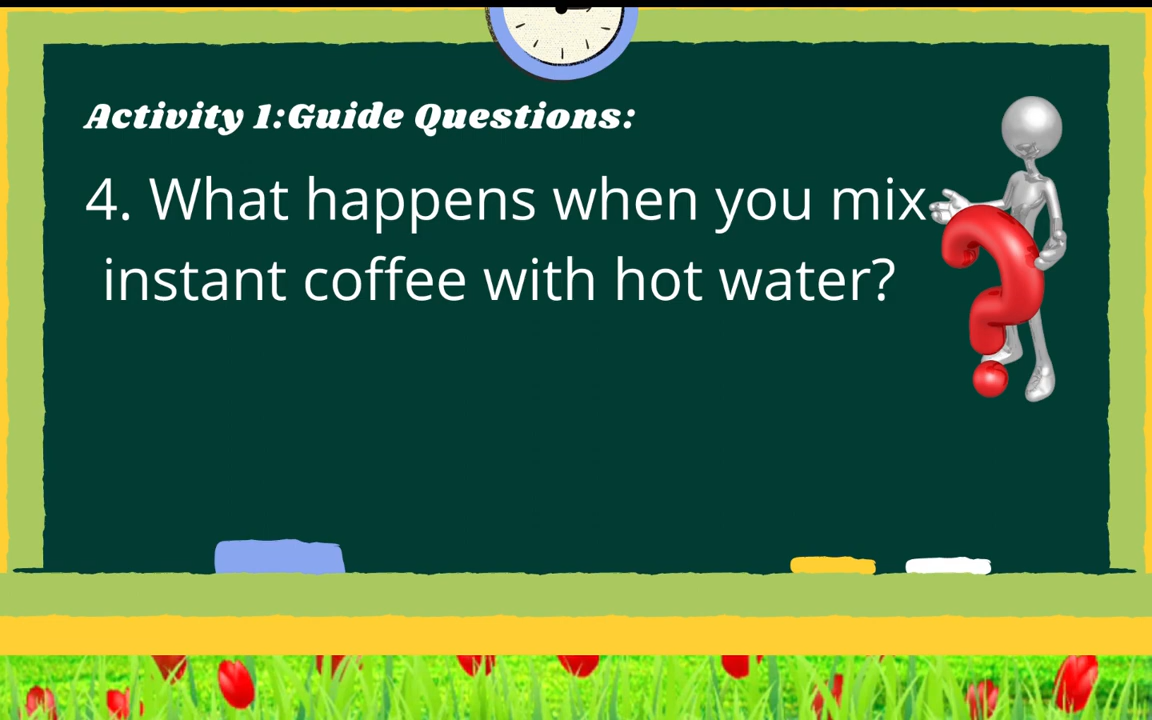 Activity 1:Guide Questions:
4. What happens when you mix
instant coffee with hot water?